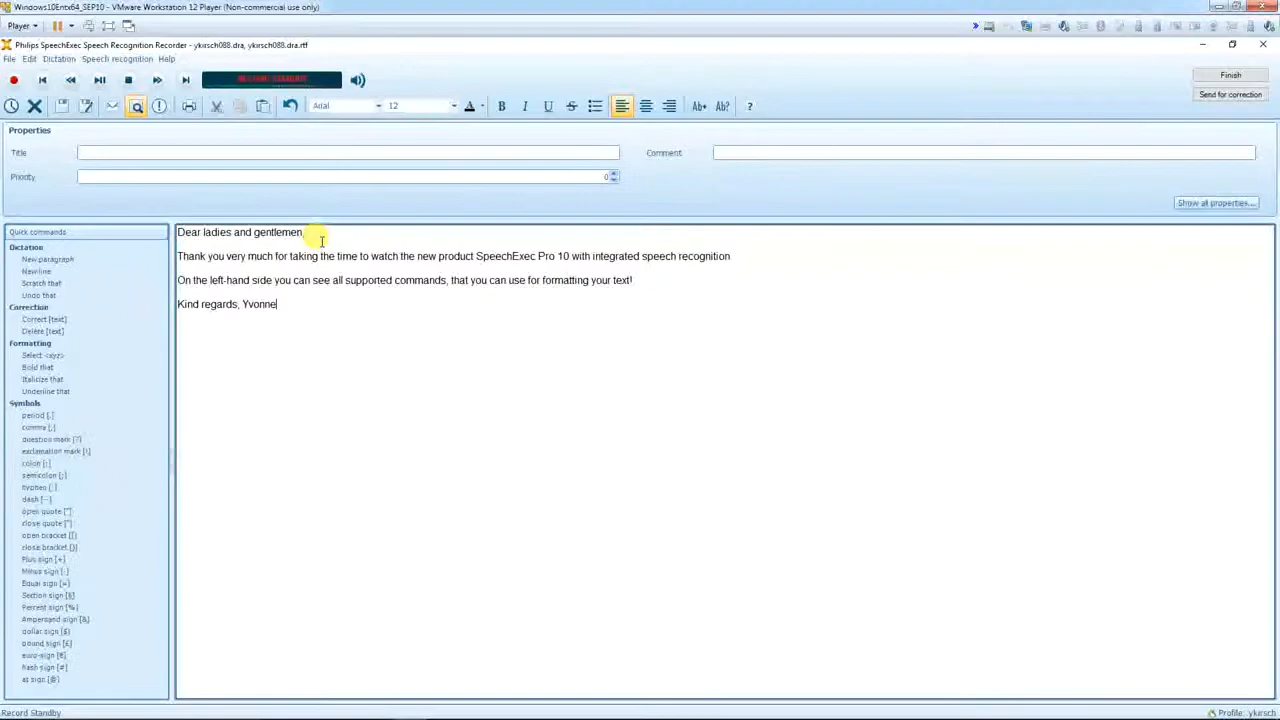 Windows10Entx64_SEP10 - VMware Workstation 12 Player (Non-commercial use only)
Player
Philips SpeechExec Speech Recognition Recorder - ykirsch088.dra, ykirsch088.dra.rtf
File Edit Dictation Speech recognition Help
RECORD STANDBY
Finish
Send for correction
Arial 12 A B I S Ab+ Ab? ?
Properties
Title Comment
Priority 0
Show all properties...
Quick commands
Dictation
New paragraph
New line
Scratch that
Undo that
Correction
Correct [text]
Delete [text]
Formatting
Select <xyz>
Bold that
Italicize that
Underline that
Symbols
period [.]
comma [,]
question mark [?]
exclamation mark [!]
colon [:]
semicolon [;]
hyphen [-]
dash [--]
open quote ["]
close quote ["]
open bracket [(]
close bracket [)]
Plus sign [+]
Minus sign [-]
Equal sign [=]
Section sign [§]
Percent sign [%]
Ampersand sign [&]
dollar sign [$]
pound sign [£]
euro-sign [€]
hash sign [#]
at sign [@]
Dear ladies and gentlemen,
Thank you very much for taking the time to watch the new product SpeechExec Pro 10 with integrated speech recognition
On the left-hand side you can see all supported commands, that you can use for formatting your text!
Kind regards, Yvonne
Record Standby
Profile: ykirsch